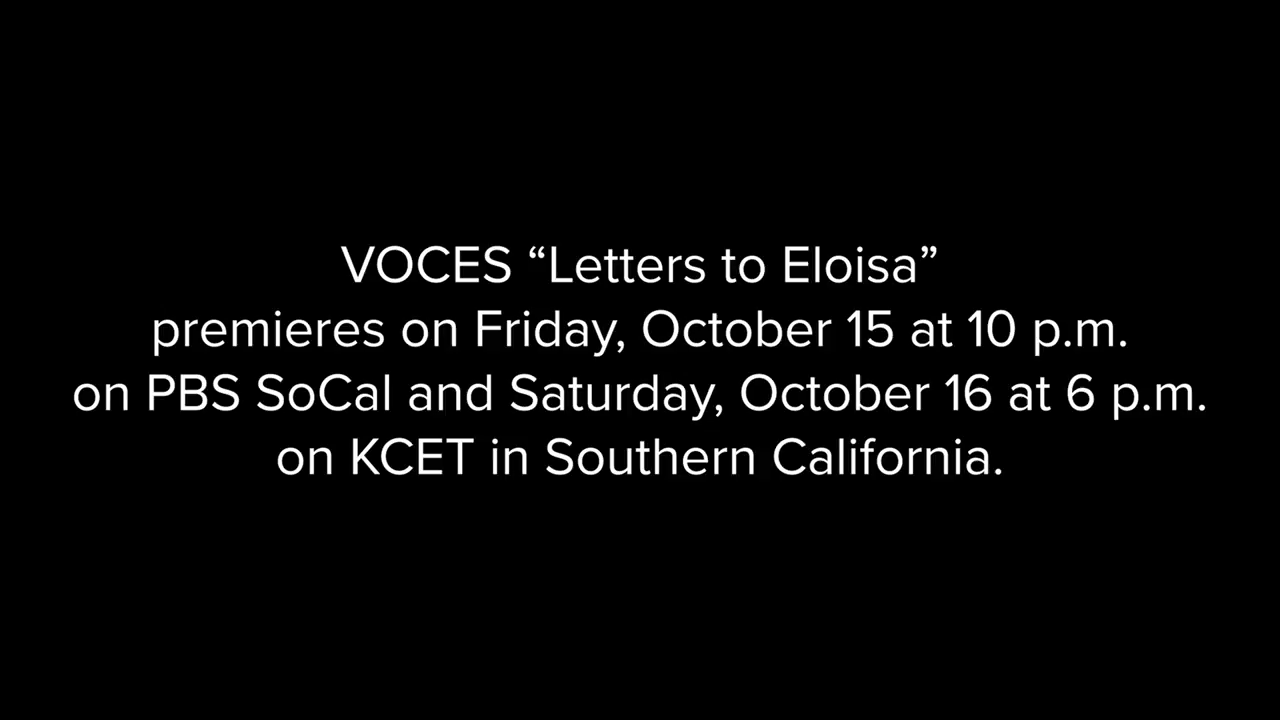 VOCES “Letters to Eloisa”
premieres on Friday, October 15 at 10 p.m.
on PBS SoCal and Saturday, October 16 at 6 p.m.
on KCET in Southern California.